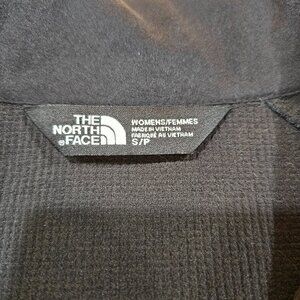 THE
NORTH
FACE
WOMENS/FEMMES
MADE IN VIETNAM
FABRIQUÉ AU VIETNAM
S/P